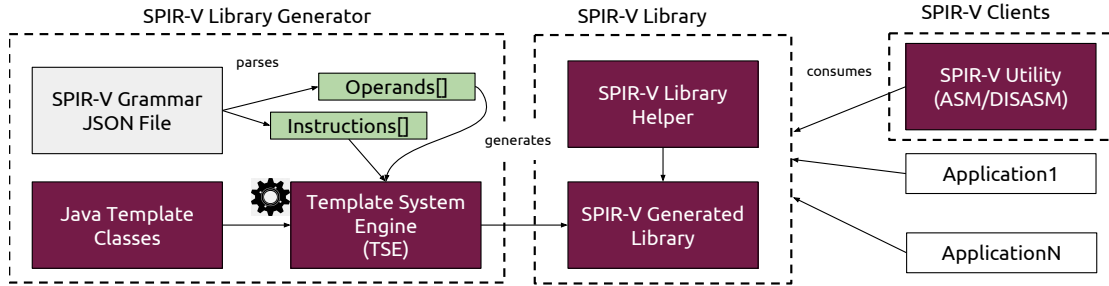 SPIR-V Library Generator
SPIR-V Library
SPIR-V Clients
parses
SPIR-V Grammar
JSON File
Operands[]
Instructions[]
generates
Java Template
Classes
Template System
Engine
(TSE)
SPIR-V Library
Helper
SPIR-V Generated
Library
consumes
SPIR-V Utility
(ASM/DISASM)
Application1
ApplicationN